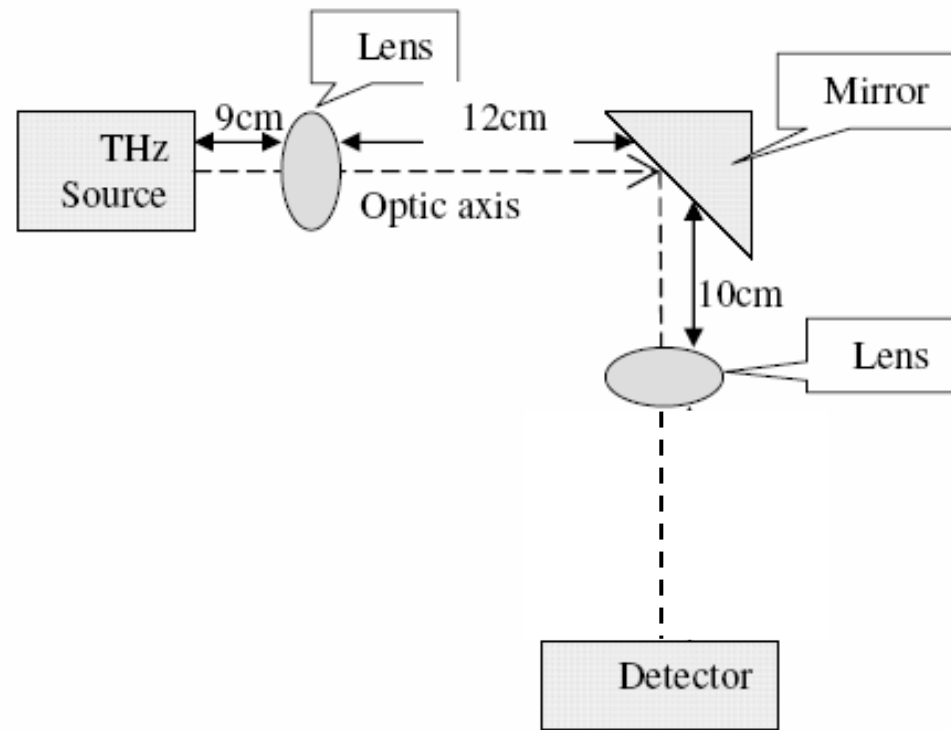 Lens
Mirror
9cm
12cm
THz
Source
Optic axis
10cm
Lens
Detector